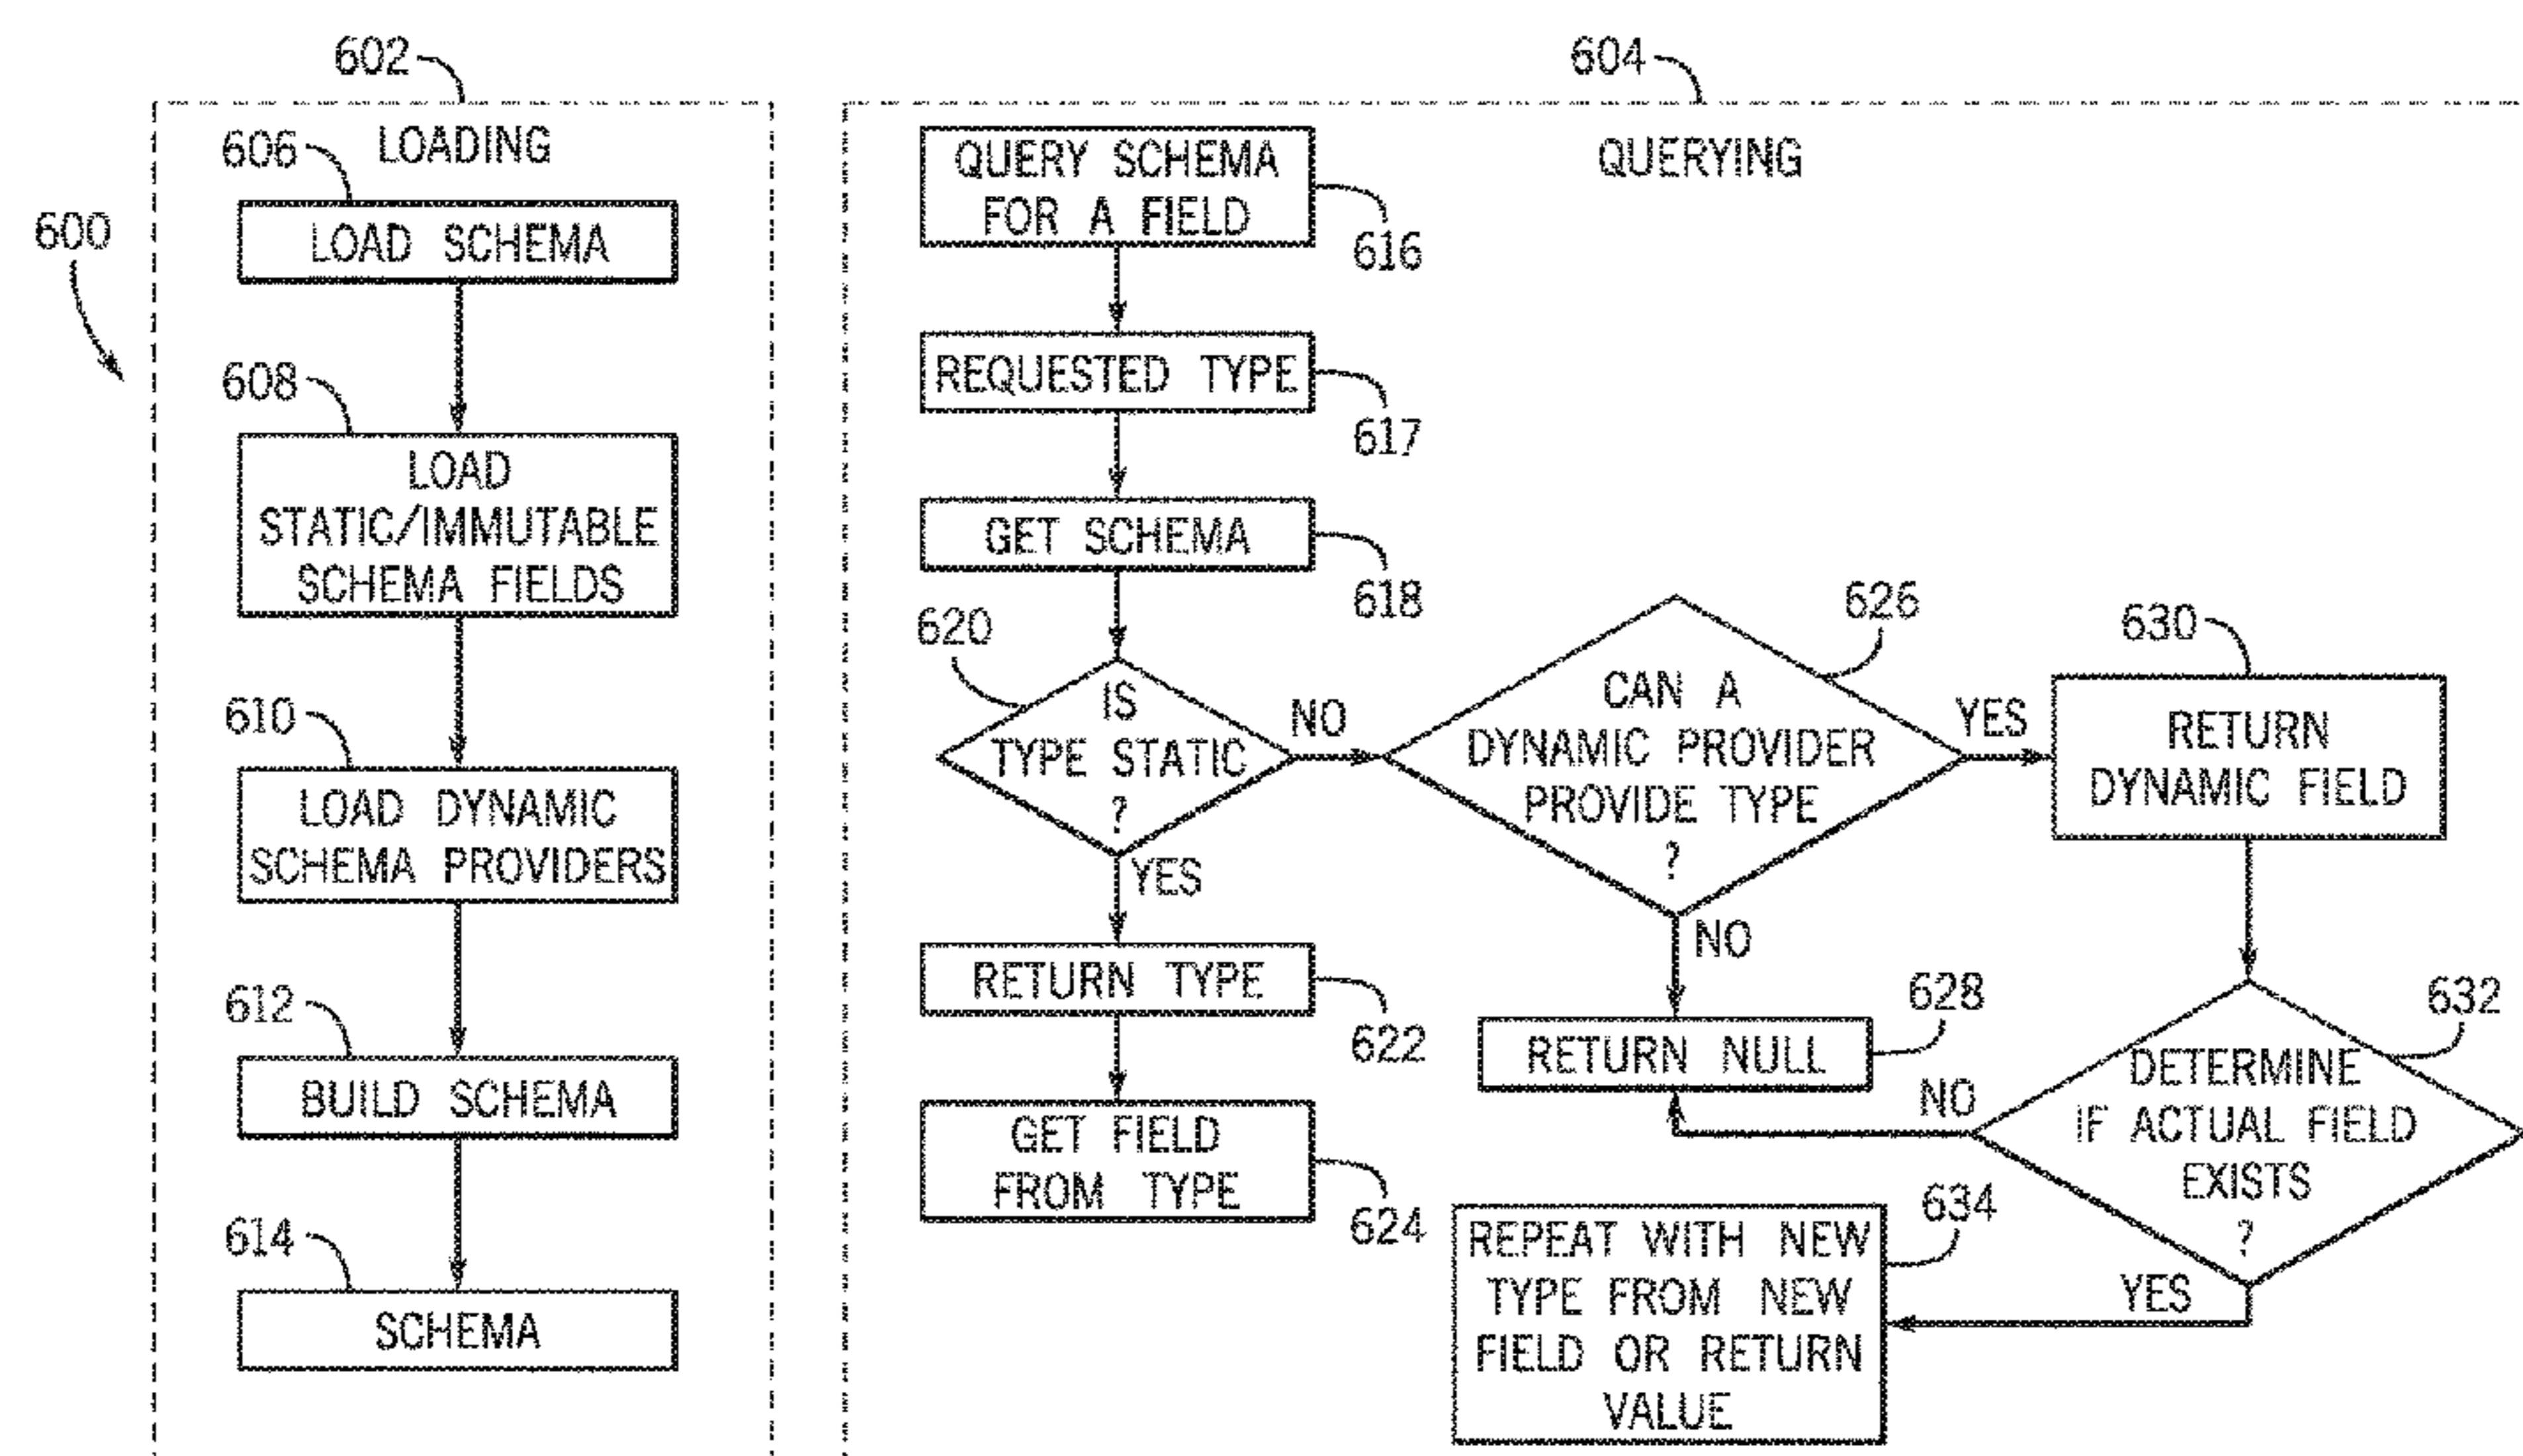 600
602
LOADING
606
LOAD SCHEMA
608
LOAD
STATIC/IMMUTABLE
SCHEMA FIELDS
610
LOAD DYNAMIC
SCHEMA PROVIDERS
612
BUILD SCHEMA
614
SCHEMA
604
QUERYING
QUERY SCHEMA
FOR A FIELD
616
REQUESTED TYPE
617
GET SCHEMA
618
620
IS
TYPE STATIC
?
NO
YES
RETURN TYPE
622
GET FIELD
FROM TYPE
624
626
CAN A
DYNAMIC PROVIDER
PROVIDE TYPE
?
YES
NO
628
RETURN NULL
630
RETURN
DYNAMIC FIELD
632
DETERMINE
IF ACTUAL FIELD
EXISTS
?
NO
YES
634
REPEAT WITH NEW
TYPE FROM NEW
FIELD OR RETURN
VALUE